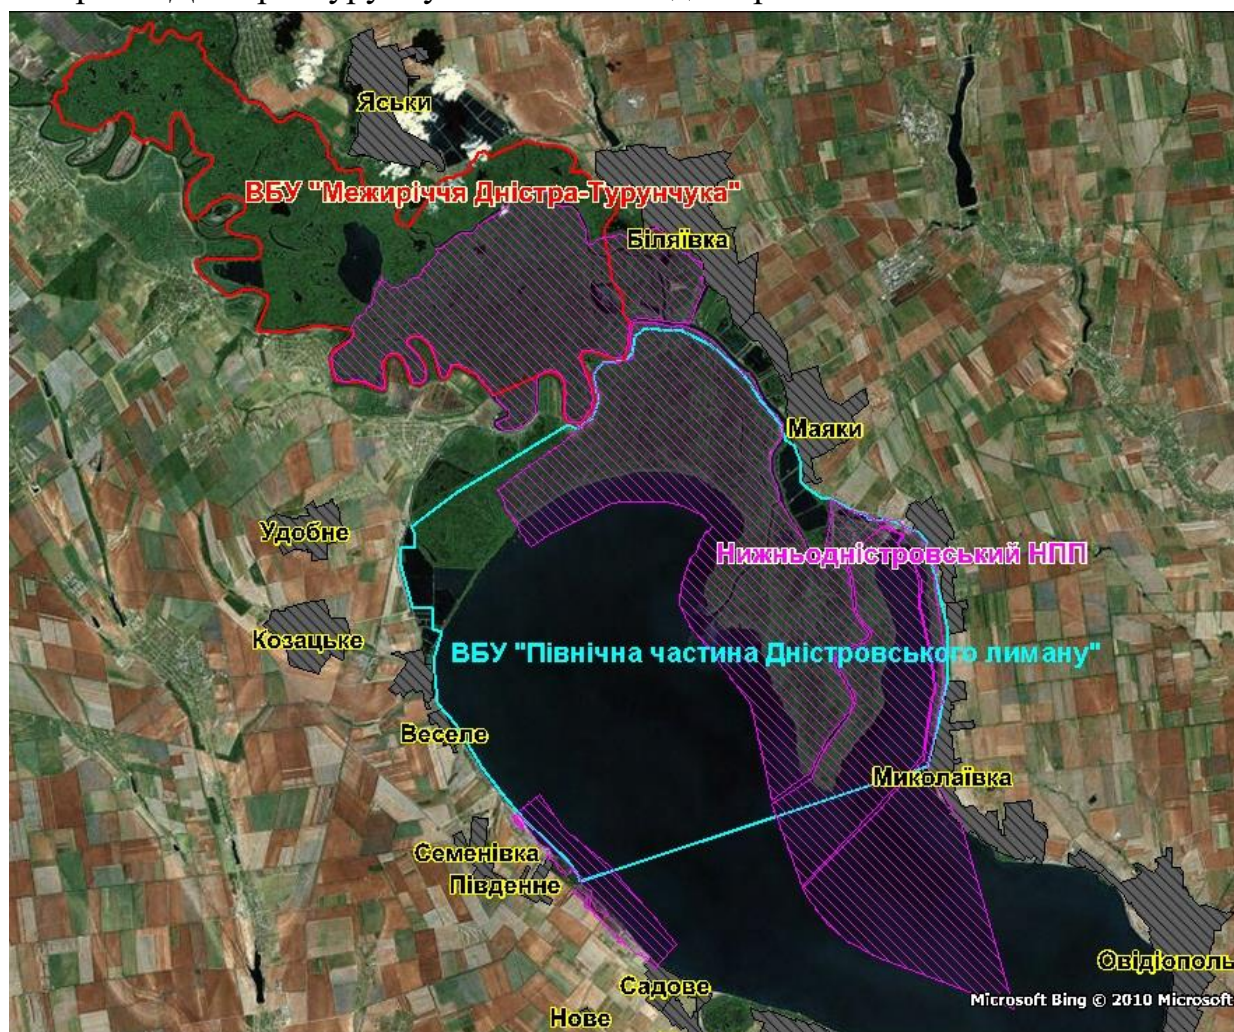 Яськи
ВБУ "Межиріччя Дністра-Турунчука"
Біляївка
Маяки
Удобне
Нижньодністровський НПП
Козацьке
ВБУ "Північна частина Дністровського лиману"
Веселе
Миколаївка
Семенівка
Південне
Овідіополь
Садове
Microsoft Bing © 2010 Microsoft
Нове